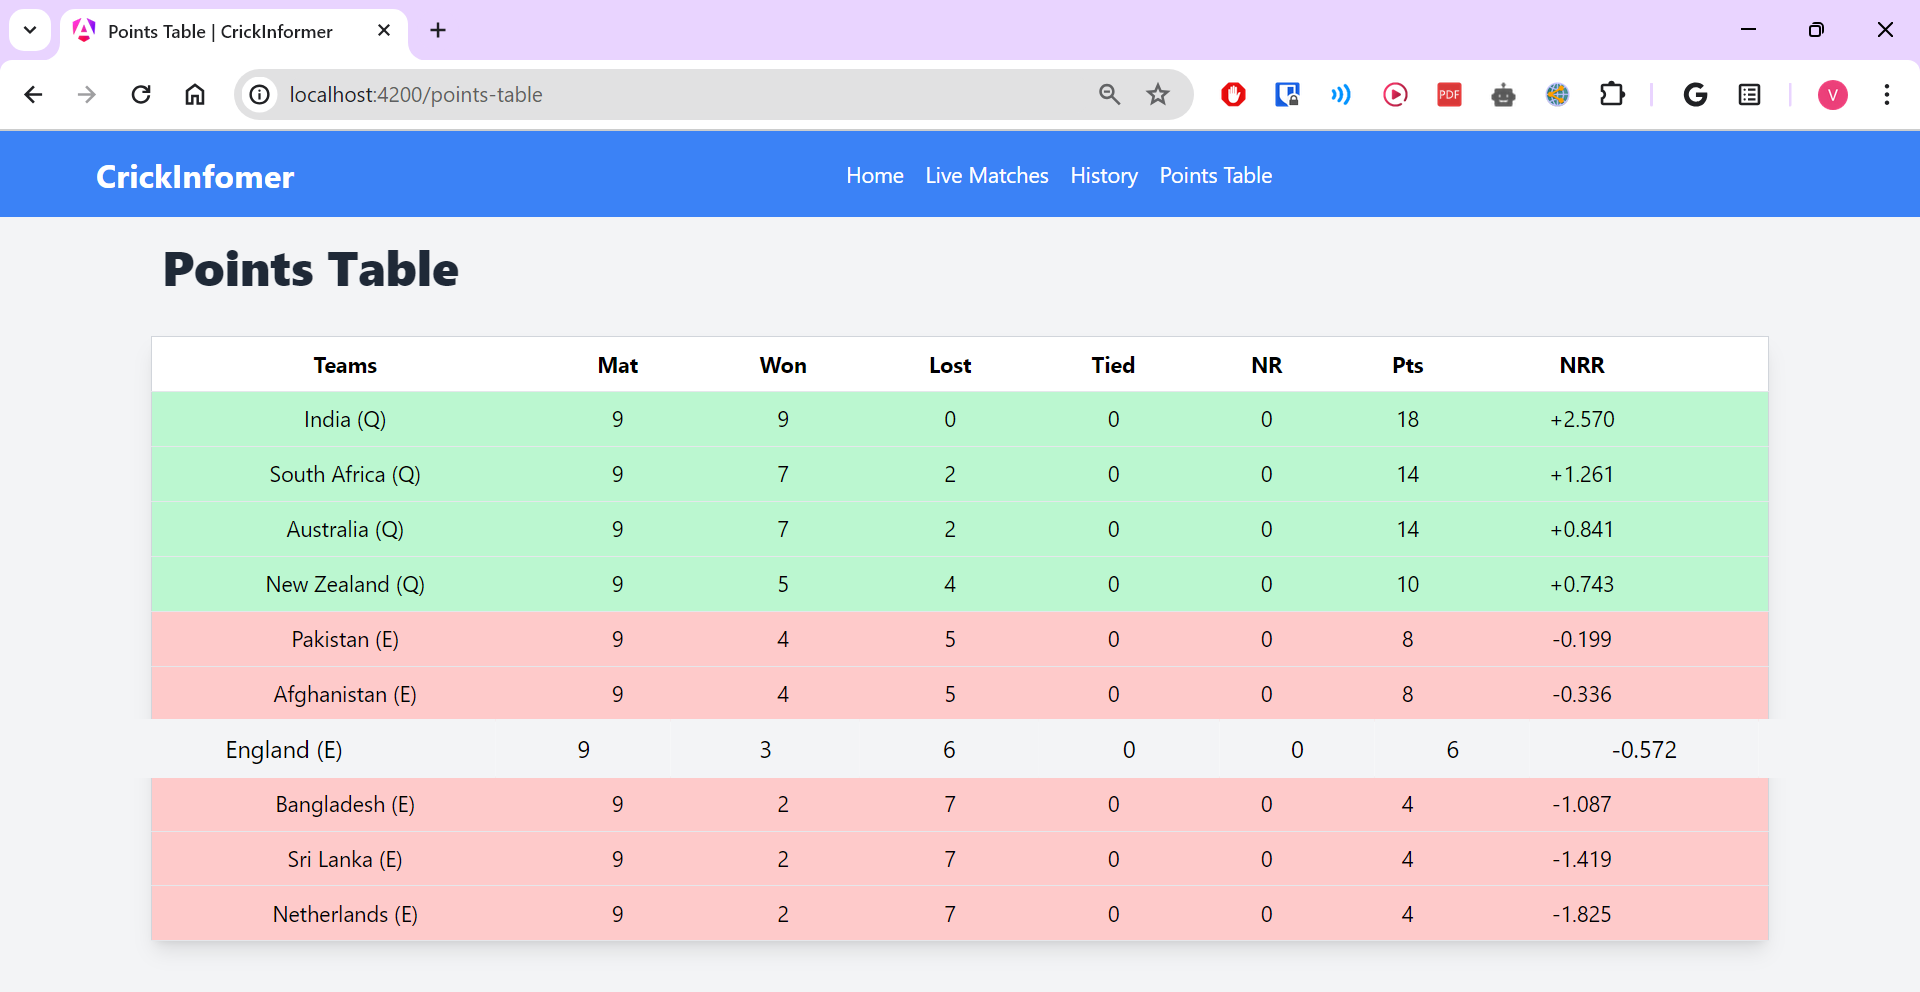 Points Table | CrickInformer
localhost:4200/points-table
PDF
G
V
CrickInfomer Home Live Matches History Points Table
Points Table
Teams Mat Won Lost Tied NR Pts NRR
India (Q) 9 9 0 0 0 18 +2.570
South Africa (Q) 9 7 2 0 0 14 +1.261
Australia (Q) 9 7 2 0 0 14 +0.841
New Zealand (Q) 9 5 4 0 0 10 +0.743
Pakistan (E) 9 4 5 0 0 8 -0.199
Afghanistan (E) 9 4 5 0 0 8 -0.336
England (E) 9 3 6 0 0 6 -0.572
Bangladesh (E) 9 2 7 0 0 4 -1.087
Sri Lanka (E) 9 2 7 0 0 4 -1.419
Netherlands (E) 9 2 7 0 0 4 -1.825